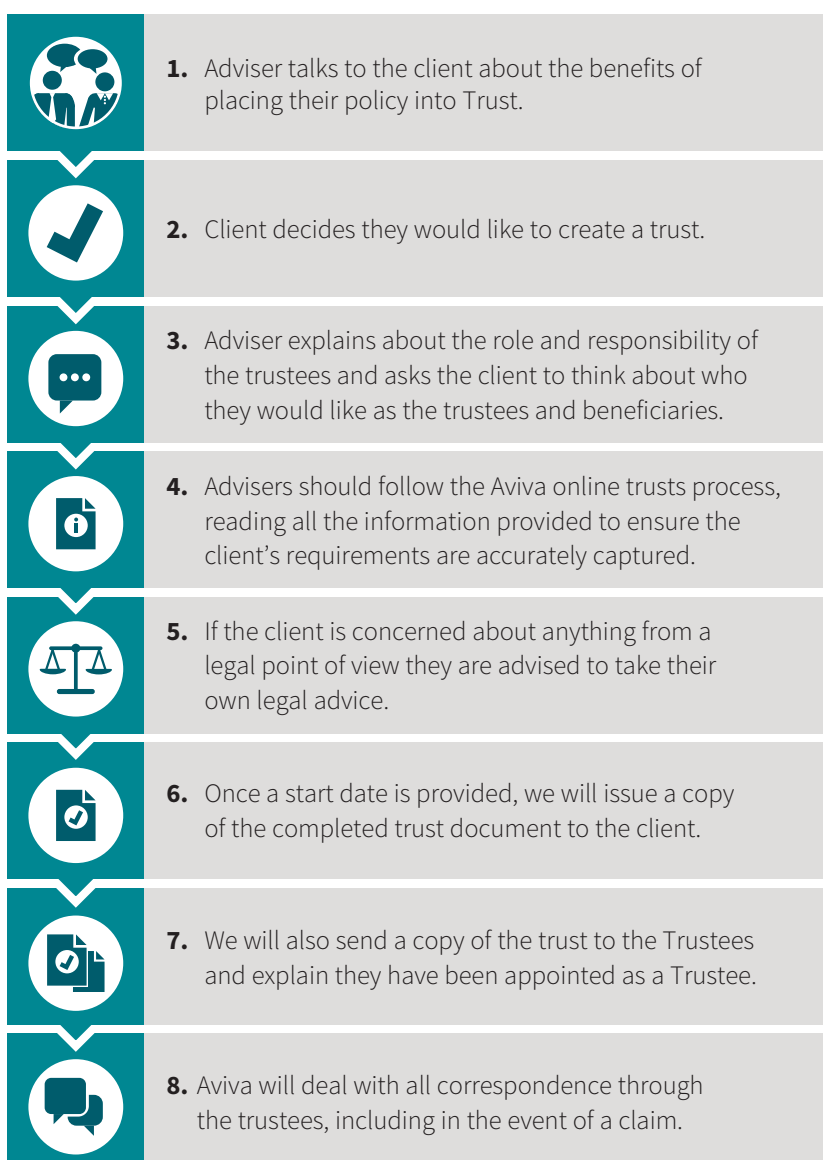 1. Adviser talks to the client about the benefits of
placing their policy into Trust.
2. Client decides they would like to create a trust.
3. Adviser explains about the role and responsibility of
the trustees and asks the client to think about who
they would like as the trustees and beneficiaries.
4. Advisers should follow the Aviva online trusts process,
reading all the information provided to ensure the
client’s requirements are accurately captured.
5. If the client is concerned about anything from a
legal point of view they are advised to take their
own legal advice.
6. Once a start date is provided, we will issue a copy
of the completed trust document to the client.
7. We will also send a copy of the trust to the Trustees
and explain they have been appointed as a Trustee.
8. Aviva will deal with all correspondence through
the trustees, including in the event of a claim.